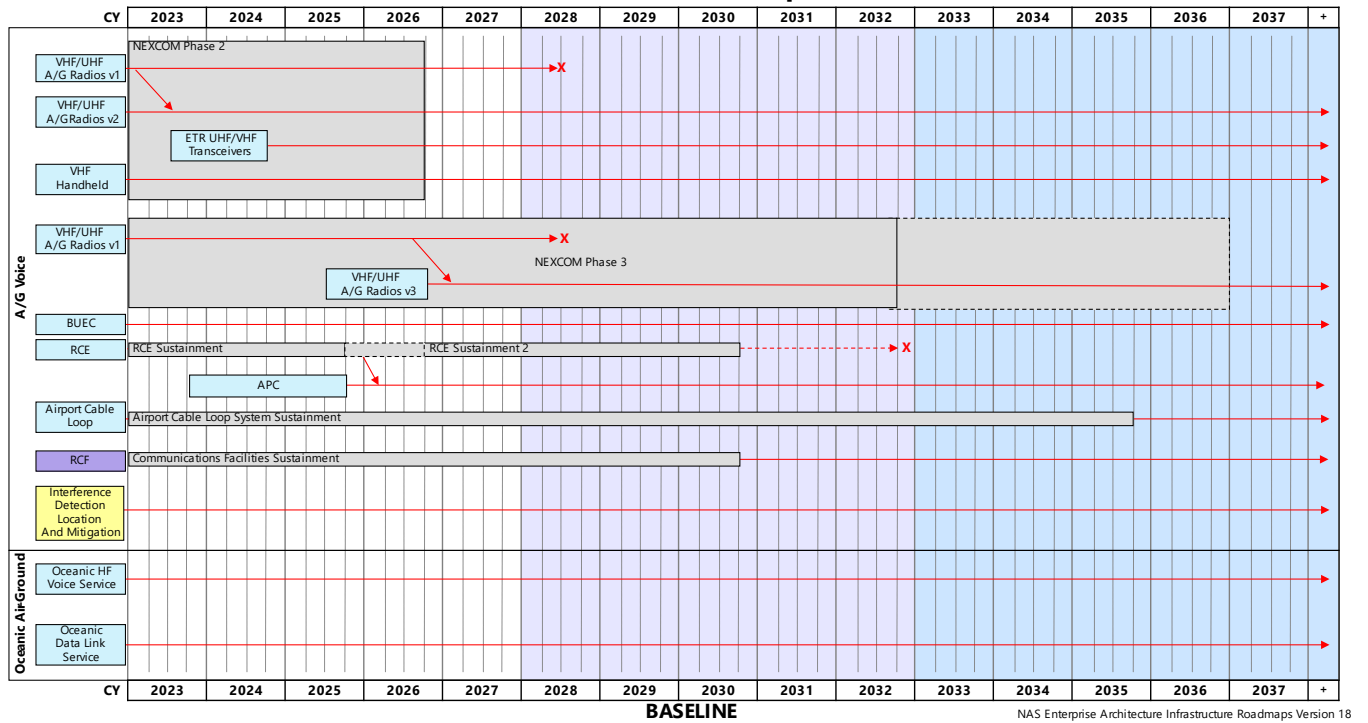 CY 2023 2024 2025 2026 2027 2028 2029 2030 2031 2032 2033 2034 2035 2036 2037 +
A/G Voice
NEXCOM Phase 2
VHF/UHF
A/G Radios v1
X
VHF/UHF
A/GRadios v2
ETR UHF/VHF
Transceivers
VHF
Handheld
VHF/UHF
A/G Radios v1
X
NEXCOM Phase 3
VHF/UHF
A/G Radios v3
BUEC
RCE
RCE Sustainment
RCE Sustainment 2
X
APC
Airport Cable
Loop
Airport Cable Loop System Sustainment
RCF
Communications Facilities Sustainment
Interference
Detection
Location
And Mitigation
Oceanic Air-Ground
Oceanic HF
Voice Service
Oceanic
Data Link
Service
CY 2023 2024 2025 2026 2027 2028 2029 2030 2031 2032 2033 2034 2035 2036 2037 +
BASELINE
NAS Enterprise Architecture Infrastructure Roadmaps Version 18